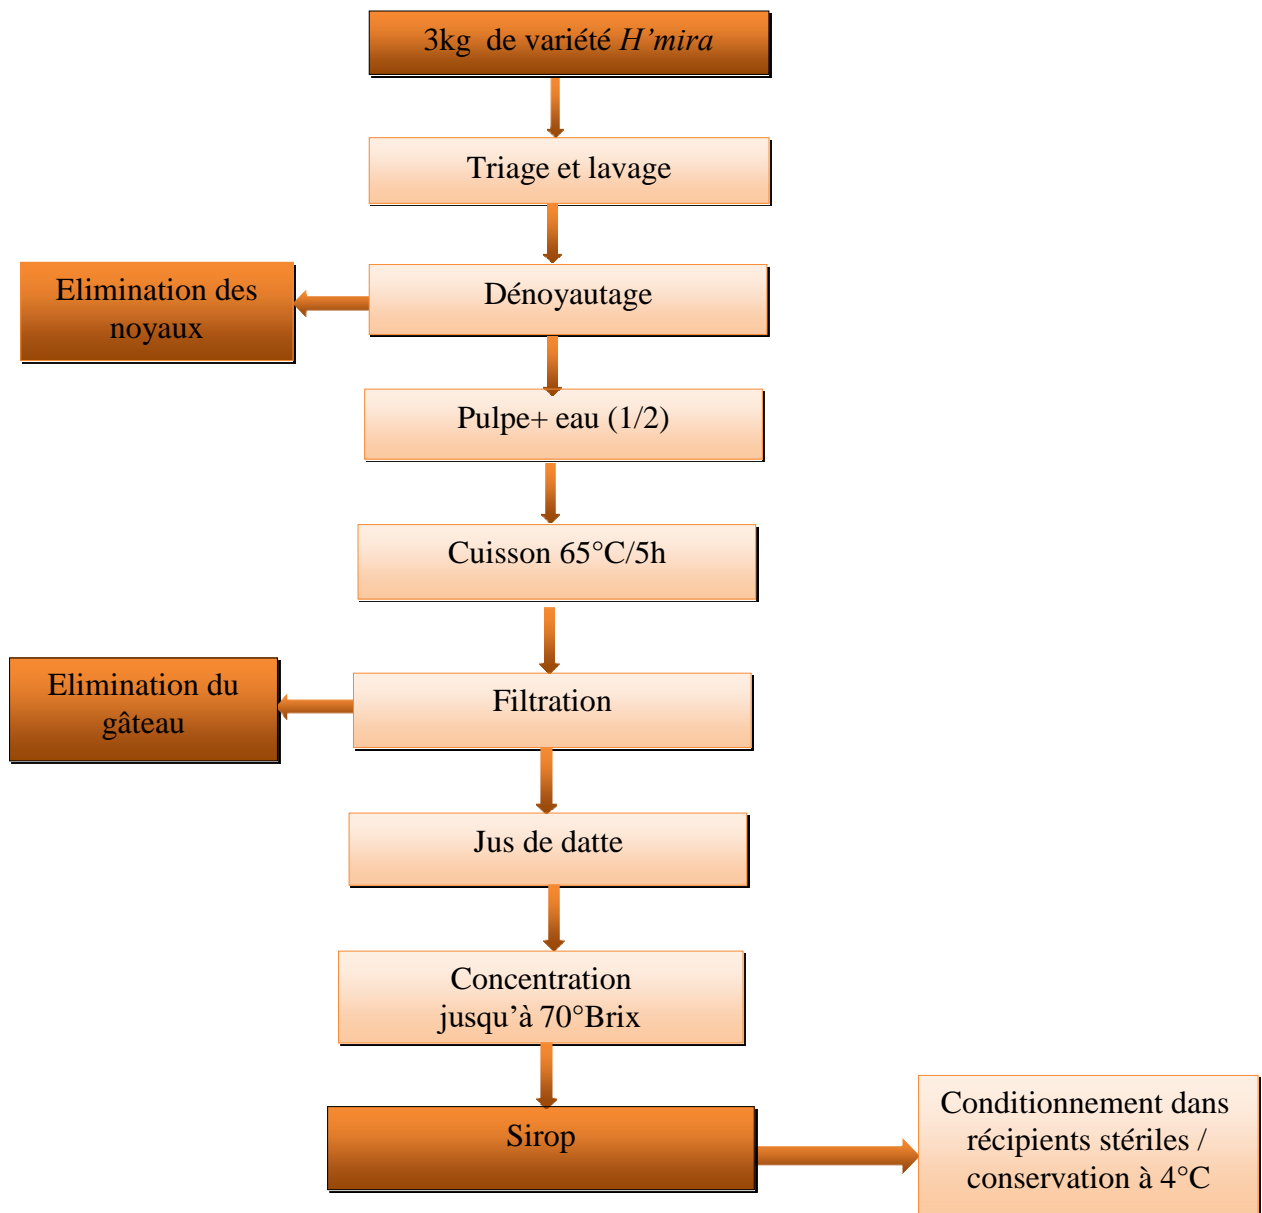 3kg de variété H’mira
Triage et lavage
Elimination des
noyaux
Dénoyautage
Pulpe+ eau (1/2)
Cuisson 65°C/5h
Elimination du
gâteau
Filtration
Jus de datte
Concentration
jusqu’à 70°Brix
Sirop
Conditionnement dans
récipients stériles /
conservation à 4°C